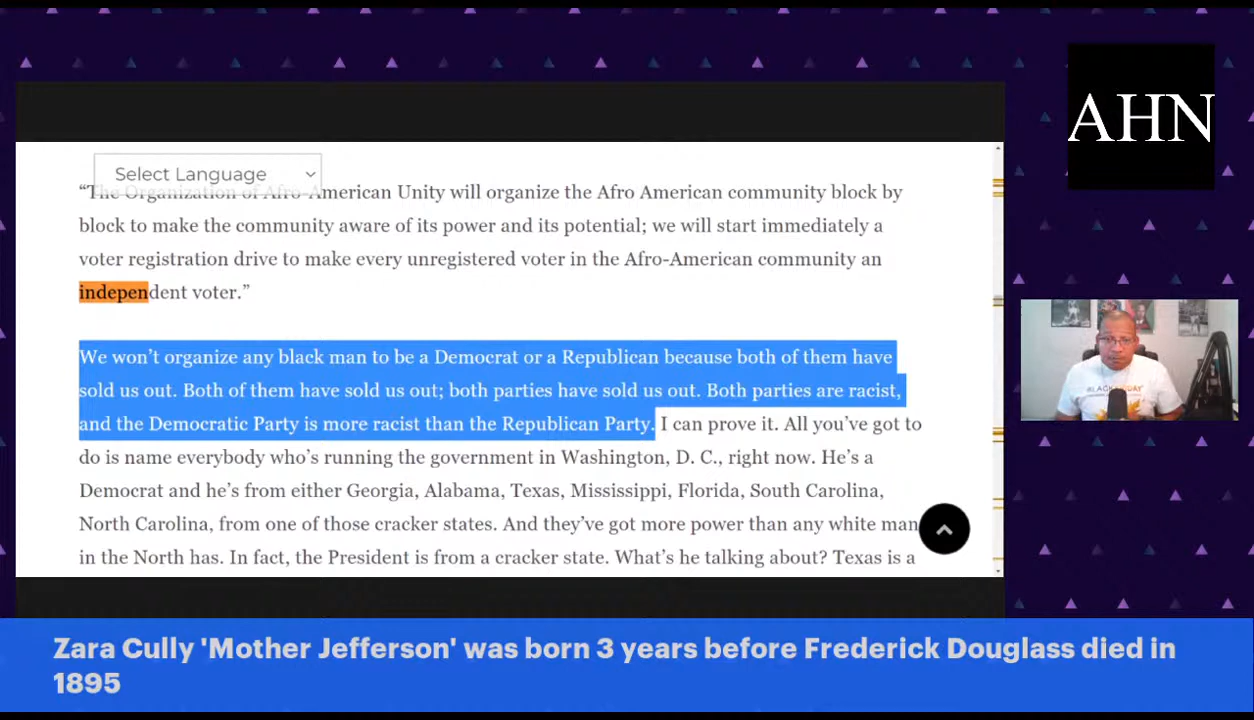 AHN
Select Language
“The Organization of Afro-American Unity will organize the Afro American community block by
block to make the community aware of its power and its potential; we will start immediately a
voter registration drive to make every unregistered voter in the Afro-American community an
independent voter.”
We won’t organize any black man to be a Democrat or a Republican because both of them have
sold us out. Both of them have sold us out; both parties have sold us out. Both parties are racist,
and the Democratic Party is more racist than the Republican Party. I can prove it. All you’ve got to
do is name everybody who’s running the government in Washington, D. C., right now. He’s a
Democrat and he’s from either Georgia, Alabama, Texas, Mississippi, Florida, South Carolina,
North Carolina, from one of those cracker states. And they’ve got more power than any white man
in the North has. In fact, the President is from a cracker state. What’s he talking about? Texas is a
Zara Cully 'Mother Jefferson' was born 3 years before Frederick Douglass died in
1895